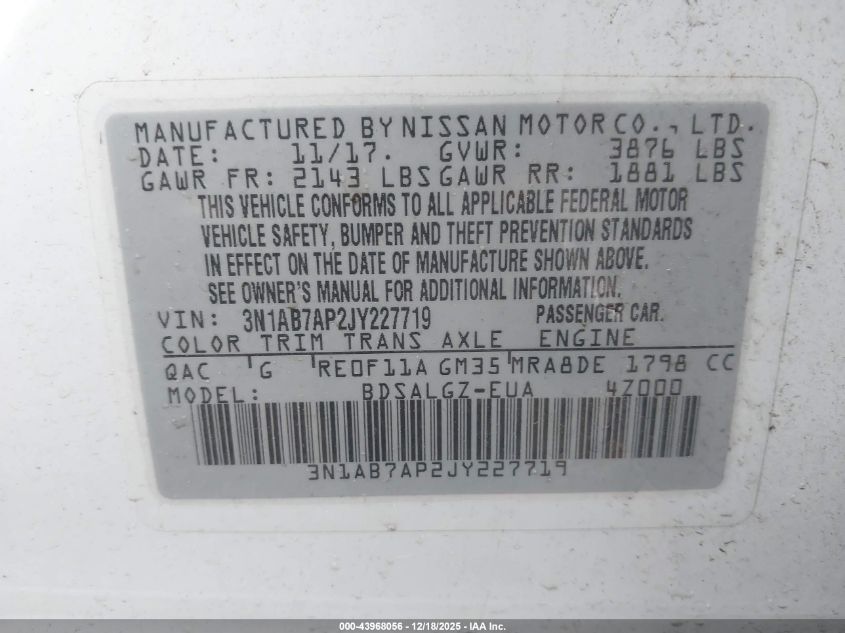 MANUFACTURED BY NISSAN MOTOR CO., LTD.
DATE: 11/17. GVWR: 3876 LBS
GAWR FR: 2143 LBS GAWR RR: 1881 LBS
THIS VEHICLE CONFORMS TO ALL APPLICABLE FEDERAL MOTOR
VEHICLE SAFETY, BUMPER AND THEFT PREVENTION STANDARDS
IN EFFECT ON THE DATE OF MANUFACTURE SHOWN ABOVE.
SEE OWNER'S MANUAL FOR ADDITIONAL INFORMATION.
VIN: 3N1AB7AP2JY227719 PASSENGER CAR.
COLOR TRIM TRANS AXLE ENGINE
QAC G RE0F11A GM35 MRA8DE 1798 CC
MODEL: BDSALGZ-EUA 4Z000
3N1AB7AP2JY227719
000-43968056 - 12/18/2025 - IAA Inc.